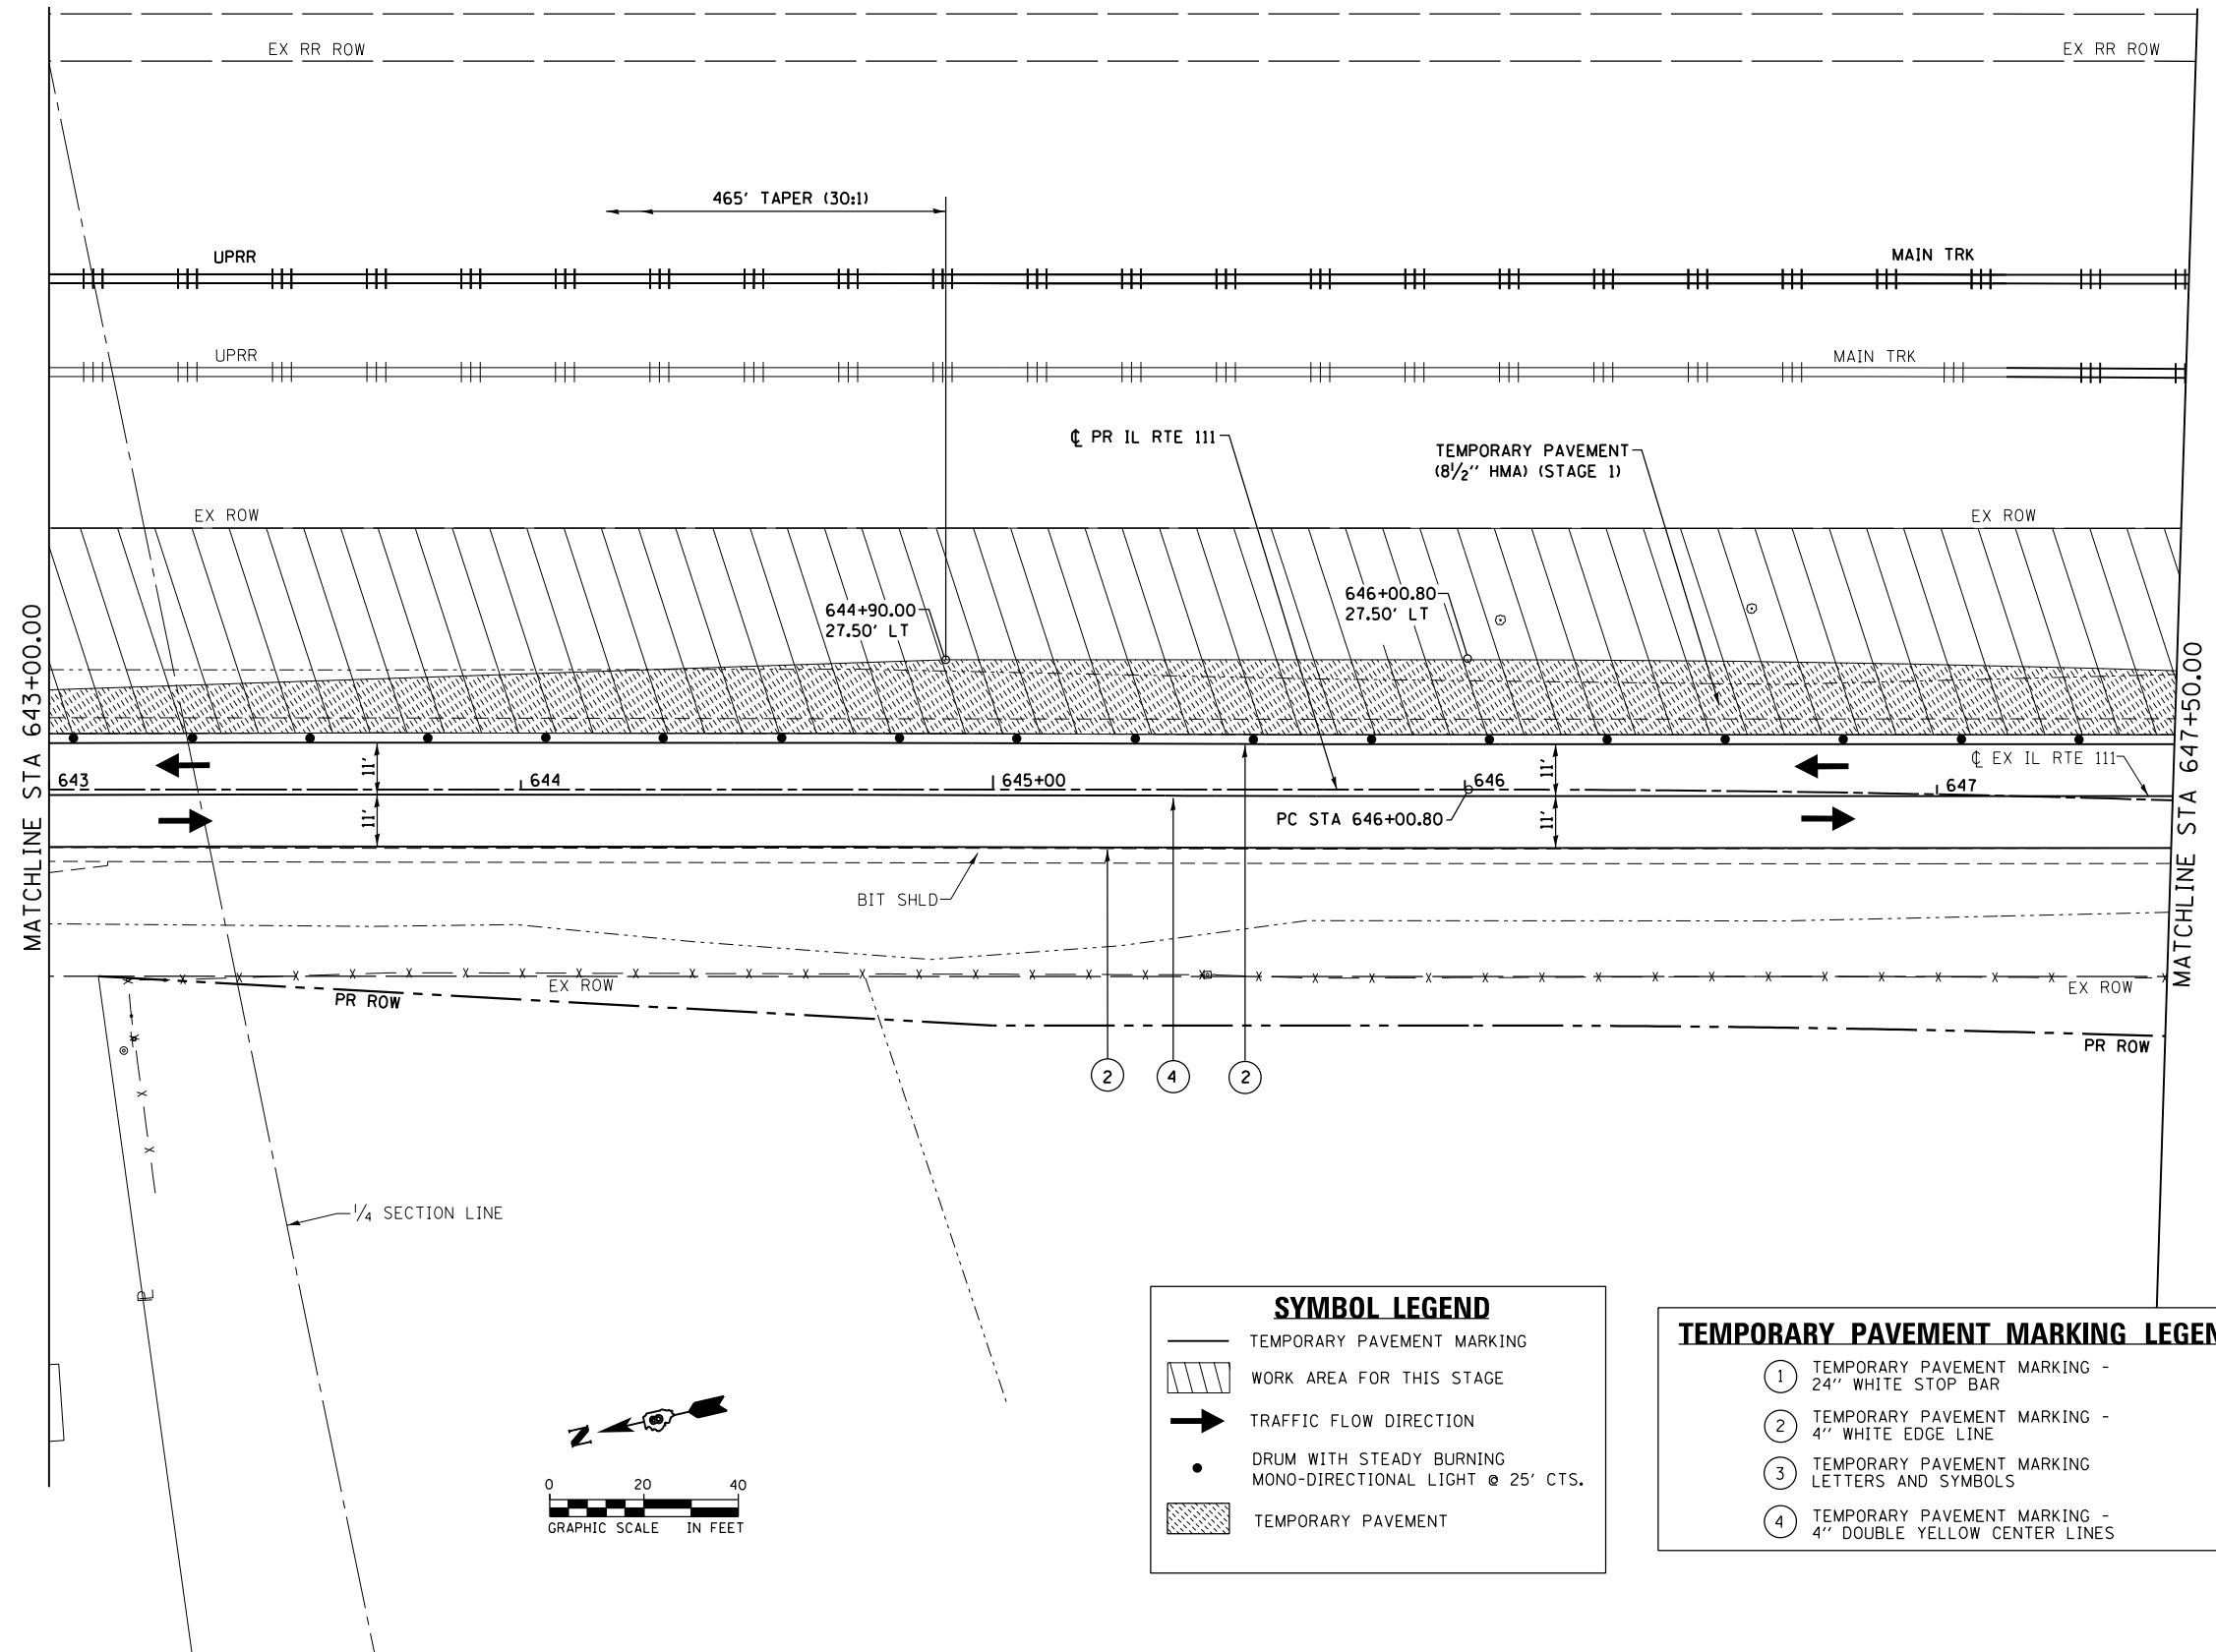 EX RR ROW
EX RR ROW
465' TAPER (30:1)
UPRR
MAIN TRK
UPRR
MAIN TRK
℄ PR IL RTE 111
TEMPORARY PAVEMENT
(8½" HMA) (STAGE 1)
EX ROW
EX ROW
644+90.00
27.50' LT
646+00.80
27.50' LT
MATCHLINE STA 643+00.00
MATCHLINE STA 647+50.00
11'
11'
℄ EX IL RTE 111
643
644
645+00
646
647
11'
11'
PC STA 646+00.80
BIT SHLD
X X X X X X X X X X X X X X X X X X X X X X X X X X X X X X X X X X X X
EX ROW
EX ROW
PR ROW
PR ROW
2
4
2
X
X
¼ SECTION LINE
PL
N
0 20 40
GRAPHIC SCALE IN FEET
SYMBOL LEGEND
TEMPORARY PAVEMENT MARKING
WORK AREA FOR THIS STAGE
TRAFFIC FLOW DIRECTION
DRUM WITH STEADY BURNING
MONO-DIRECTIONAL LIGHT @ 25' CTS.
TEMPORARY PAVEMENT
TEMPORARY PAVEMENT MARKING LEGEN
1 TEMPORARY PAVEMENT MARKING -
24" WHITE STOP BAR
2 TEMPORARY PAVEMENT MARKING -
4" WHITE EDGE LINE
3 TEMPORARY PAVEMENT MARKING
LETTERS AND SYMBOLS
4 TEMPORARY PAVEMENT MARKING -
4" DOUBLE YELLOW CENTER LINES